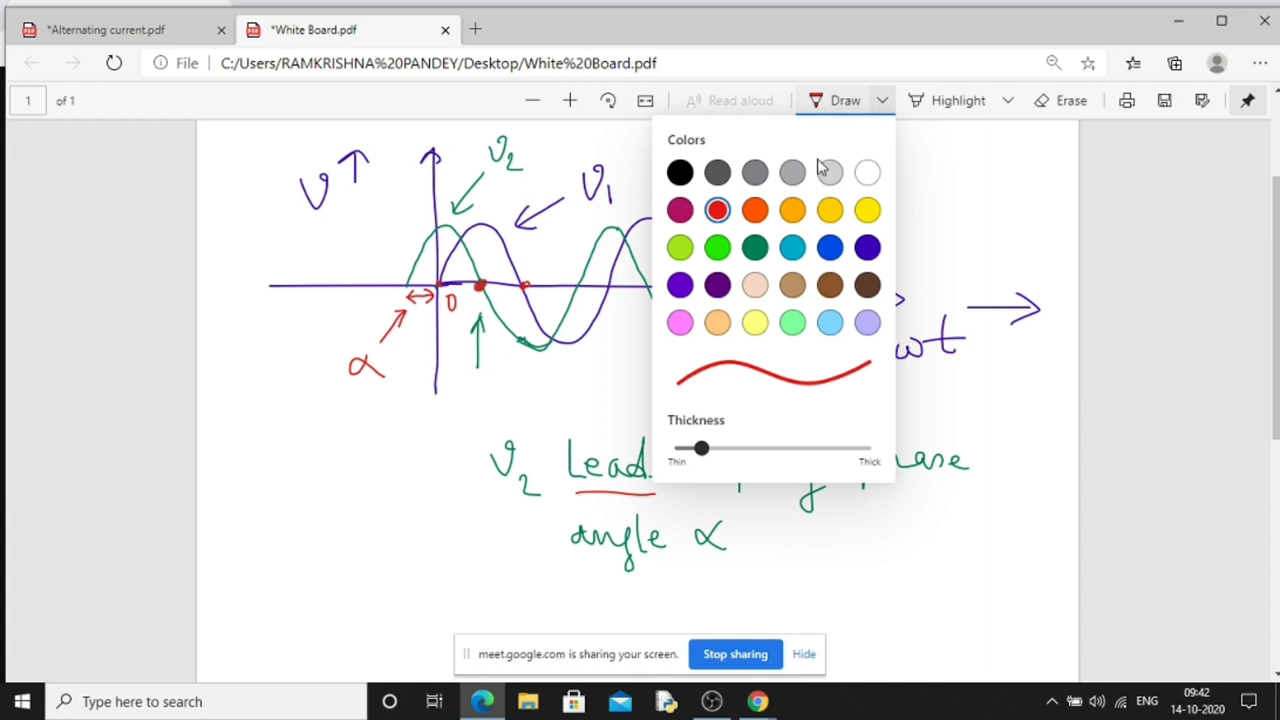 *Alternating current.pdf
*White Board.pdf
File
C:/Users/RAMKRISHNA%20PANDEY/Desktop/White%20Board.pdf
1 of 1
Read aloud
Draw
Highlight
Erase
Colors
V ↑
V2
V1
0
α
ωt
Thickness
Thin
Thick
V2 Lead
angle α
meet.google.com is sharing your screen.
Stop sharing
Hide
Type here to search
ENG
09:42
14-10-2020